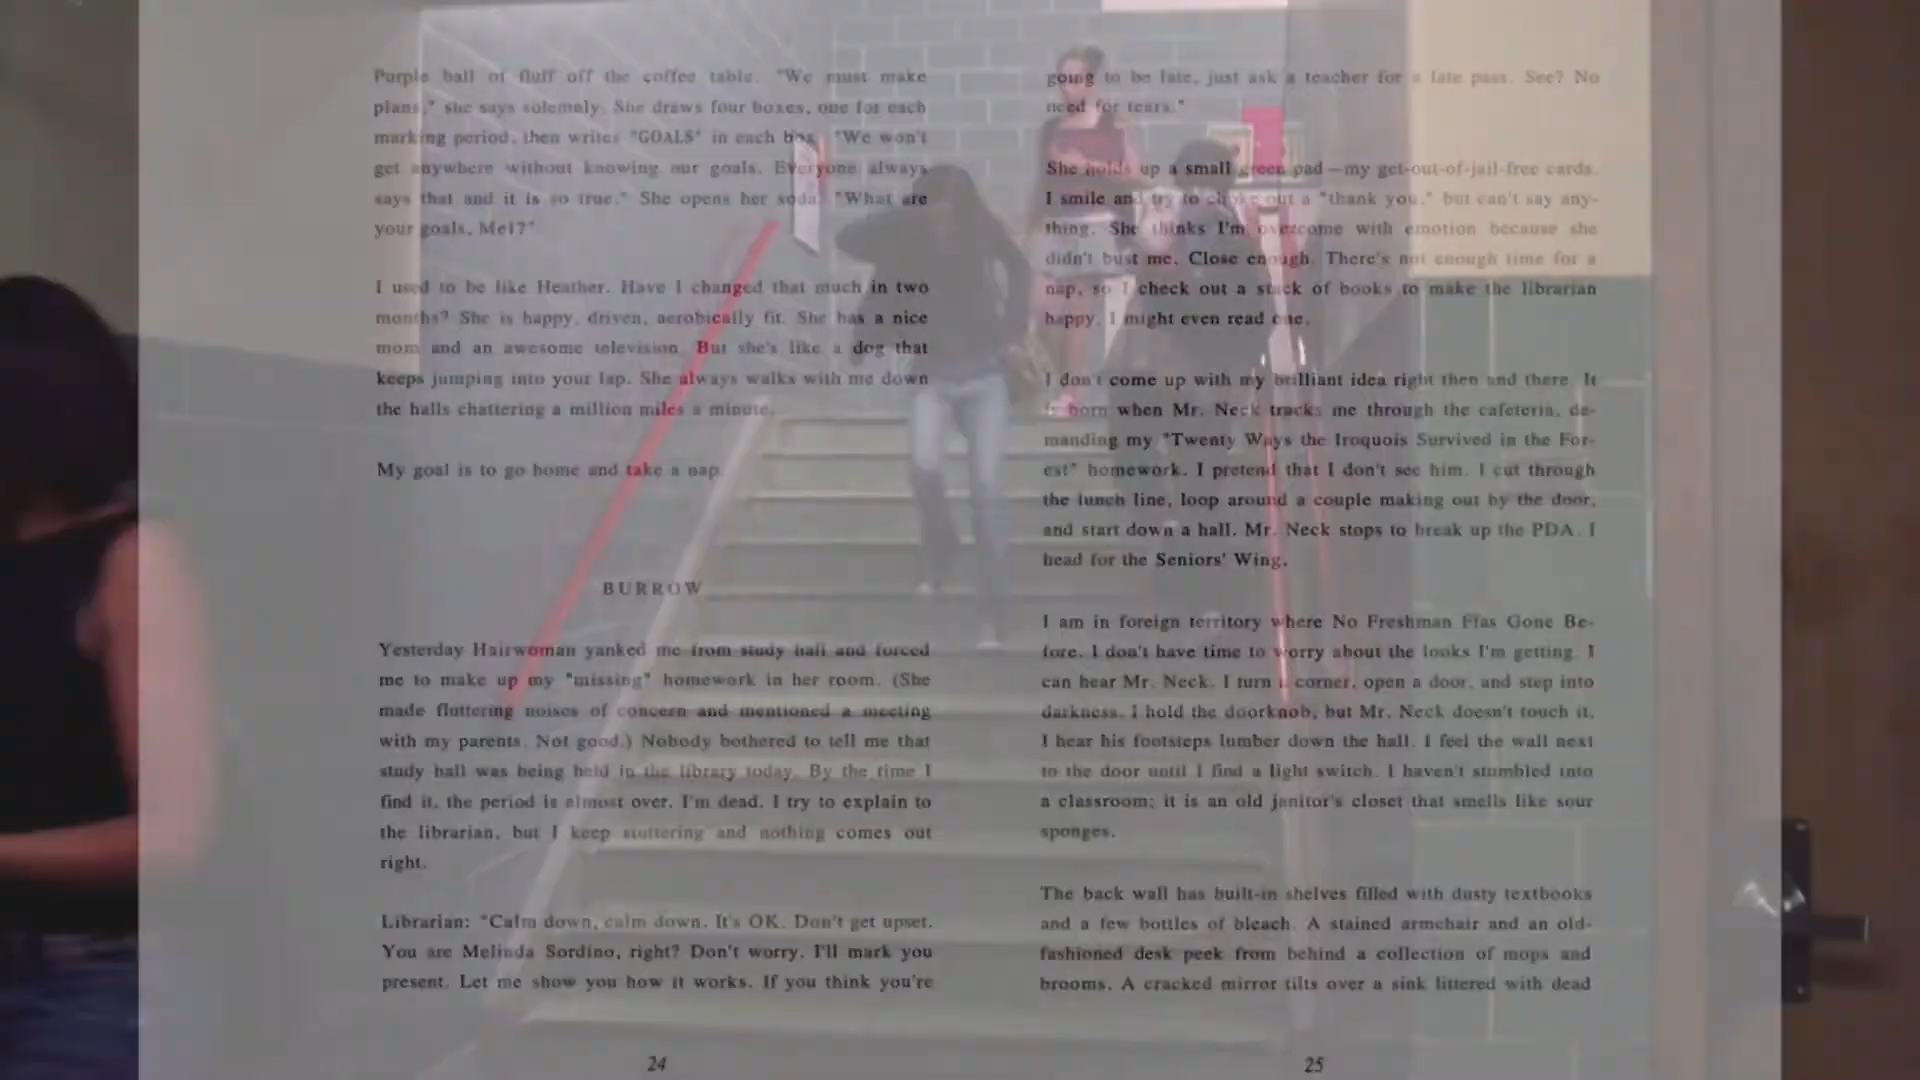 Purple ball of fluff off the coffee table. "We must make
plans," she says solemely. She draws four boxes, one for each
marking period, then writes "GOALS" in each box. "We won't
get anywhere without knowing our goals. Everyone always
says that and it is so true." She opens her soda. "What are
your goals, Mel?"
I used to be like Heather. Have I changed that much in two
months? She is happy, driven, aerobically fit. She has a nice
mom and an awesome television. But she's like a dog that
keeps jumping into your lap. She always walks with me down
the halls chattering a million miles a minute.
My goal is to go home and take a nap.
BURROW
Yesterday Hairwoman yanked me from study hall and forced
me to make up my "missing" homework in her room. (She
made fluttering noises of concern and mentioned a meeting
with my parents. Not good.) Nobody bothered to tell me that
study hall was being held in the library today. By the time I
find it, the period is almost over. I'm dead. I try to explain to
the librarian, but I keep stuttering and nothing comes out
right.
Librarian: "Calm down, calm down. It's OK. Don't get upset.
You are Melinda Sordino, right? Don't worry. I'll mark you
present. Let me show you how it works. If you think you're
24
going to be late, just ask a teacher for a late pass. See? No
need for tears."
She holds up a small green pad—my get-out-of-jail-free cards.
I smile and try to choke out a "thank you," but can't say any-
thing. She thinks I'm overcome with emotion because she
didn't bust me. Close enough. There's not enough time for a
nap, so I check out a stack of books to make the librarian
happy. I might even read one.
I don't come up with my brilliant idea right then and there. It
is born when Mr. Neck tracks me through the cafeteria, de-
manding my "Twenty Ways the Iroquois Survived in the For-
est" homework. I pretend that I don't see him. I cut through
the lunch line, loop around a couple making out by the door,
and start down a hall. Mr. Neck stops to break up the PDA. I
head for the Seniors' Wing.
I am in foreign territory where No Freshman Ffas Gone Be-
fore. I don't have time to worry about the looks I'm getting. I
can hear Mr. Neck. I turn a corner, open a door, and step into
darkness. I hold the doorknob, but Mr. Neck doesn't touch it.
I hear his footsteps lumber down the hall. I feel the wall next
to the door until I find a light switch. I haven't stumbled into
a classroom; it is an old janitor's closet that smells like sour
sponges.
The back wall has built-in shelves filled with dusty textbooks
and a few bottles of bleach. A stained armchair and an old-
fashioned desk peek from behind a collection of mops and
brooms. A cracked mirror tilts over a sink littered with dead
25